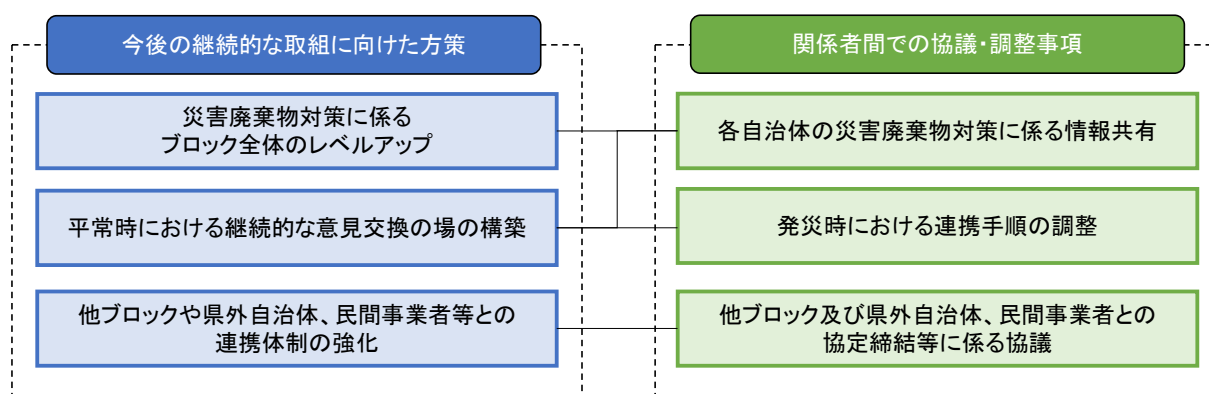 今後の継続的な取組に向けた方策
災害廃棄物対策に係る
ブロック全体のレベルアップ
平常時における継続的な意見交換の場の構築
他ブロックや県外自治体、民間事業者等との
連携体制の強化
関係者間での協議・調整事項
各自治体の災害廃棄物対策に係る情報共有
発災時における連携手順の調整
他ブロック及び県外自治体、民間事業者との
協定締結等に係る協議